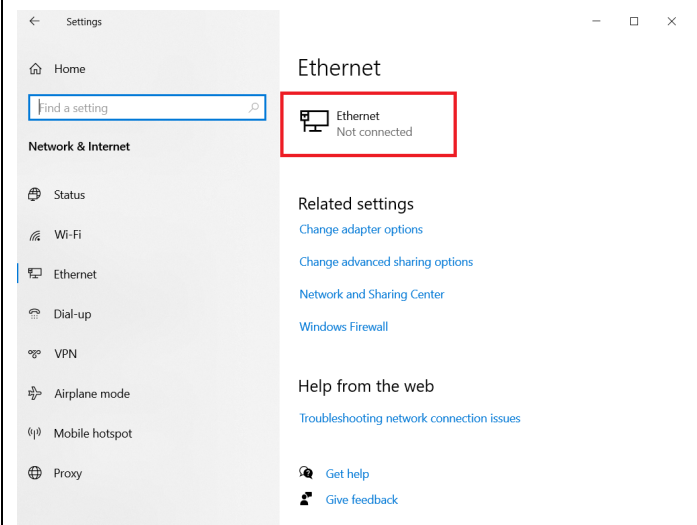 Settings
Home
Find a setting
Network & Internet
Status
Wi-Fi
Ethernet
Dial-up
VPN
Airplane mode
Mobile hotspot
Proxy
Ethernet
Ethernet
Not connected
Related settings
Change adapter options
Change advanced sharing options
Network and Sharing Center
Windows Firewall
Help from the web
Troubleshooting network connection issues
Get help
Give feedback